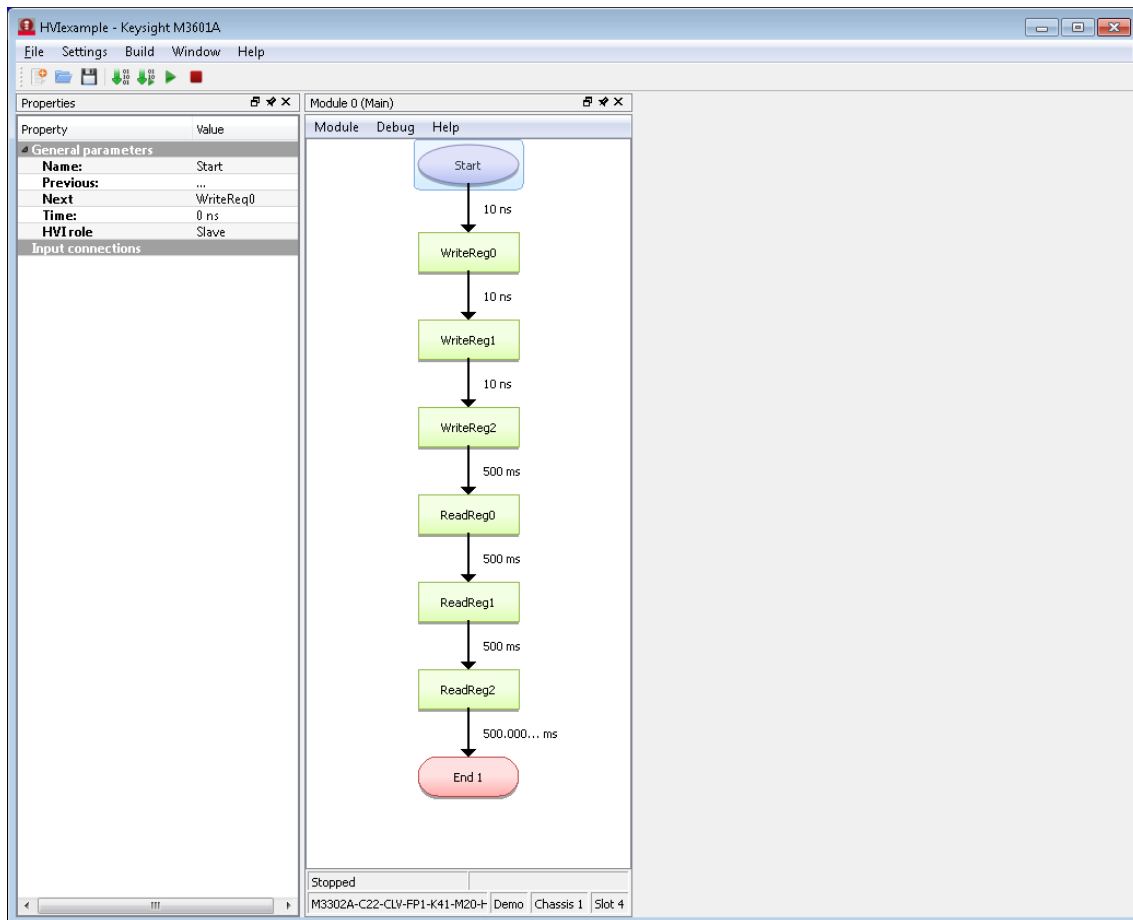 HVIexample - Keysight M3601A
File Settings Build Window Help
Properties
Property Value
General parameters
Name: Start
Previous: ...
Next WriteReg0
Time: 0 ns
HVI role Slave
Input connections
Module 0 (Main)
Module Debug Help
Start
10 ns
WriteReg0
10 ns
WriteReg1
10 ns
WriteReg2
500 ms
ReadReg0
500 ms
ReadReg1
500 ms
ReadReg2
500.000... ms
End 1
Stopped
M3302A-C22-CLV-FP1-K41-M20-H Demo Chassis 1 Slot 4